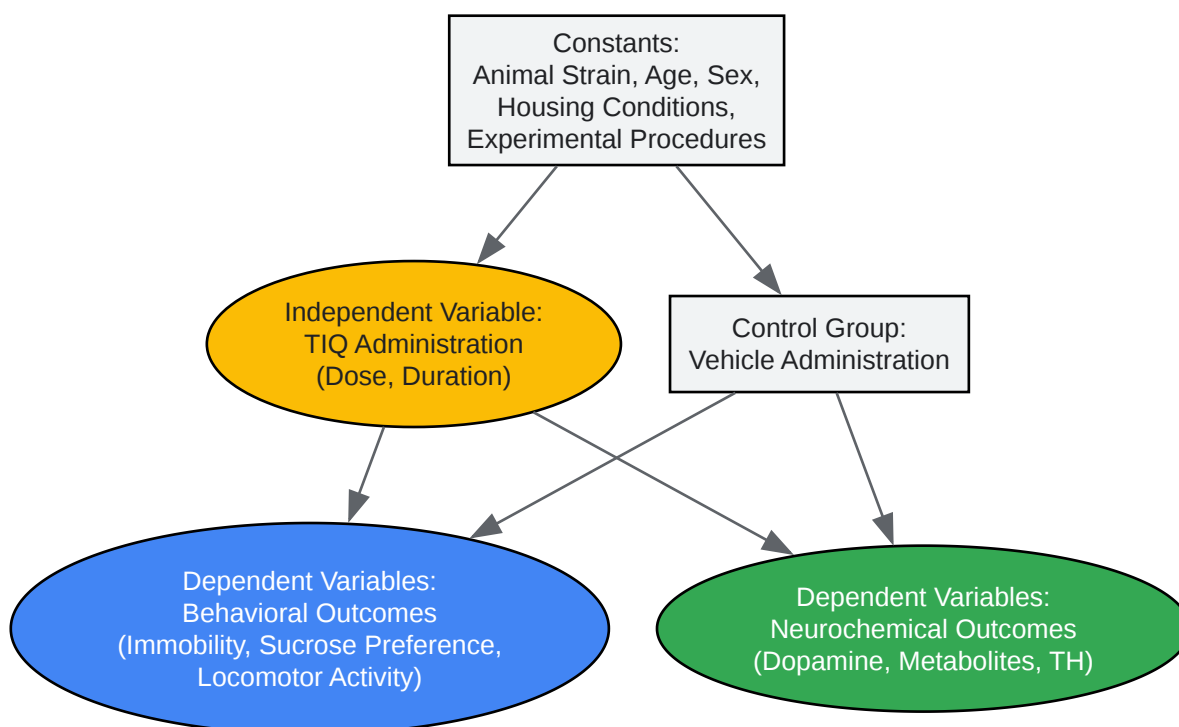 Constants:
Animal Strain, Age, Sex,
Housing Conditions,
Experimental Procedures
Independent Variable:
TIQ Administration
(Dose, Duration)
Control Group:
Vehicle Administration
Dependent Variables:
Behavioral Outcomes
(Immobility, Sucrose Preference,
Locomotor Activity)
Dependent Variables:
Neurochemical Outcomes
(Dopamine, Metabolites, TH)